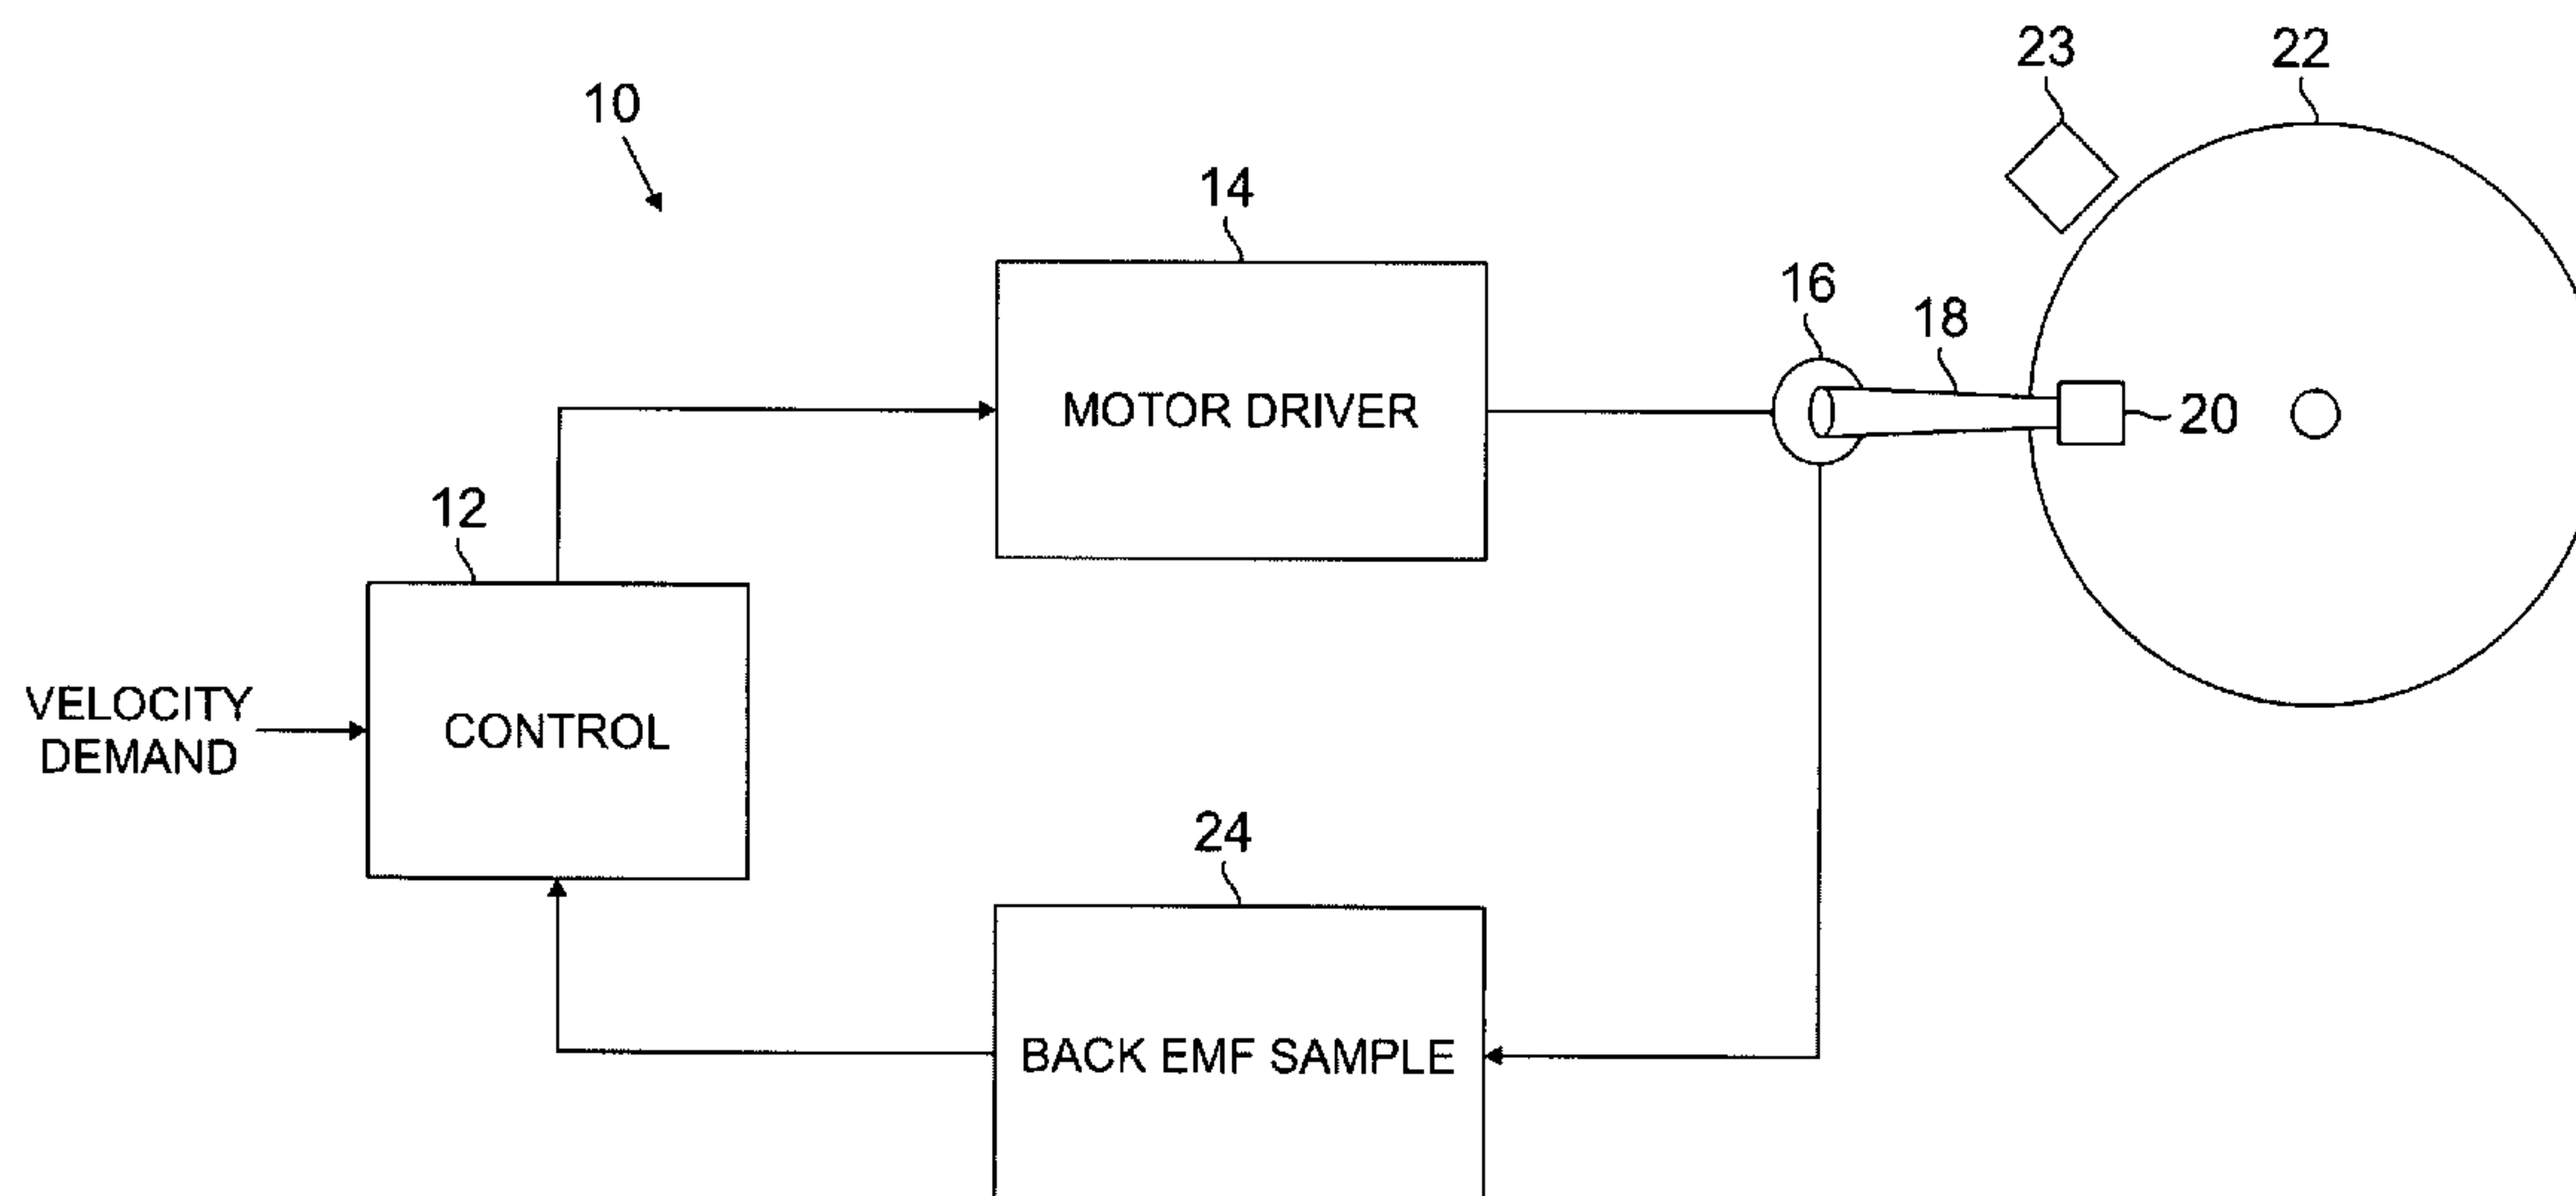 23
22
10
14
16
18
MOTOR DRIVER
20
12
VELOCITY
DEMAND
CONTROL
24
BACK EMF SAMPLE